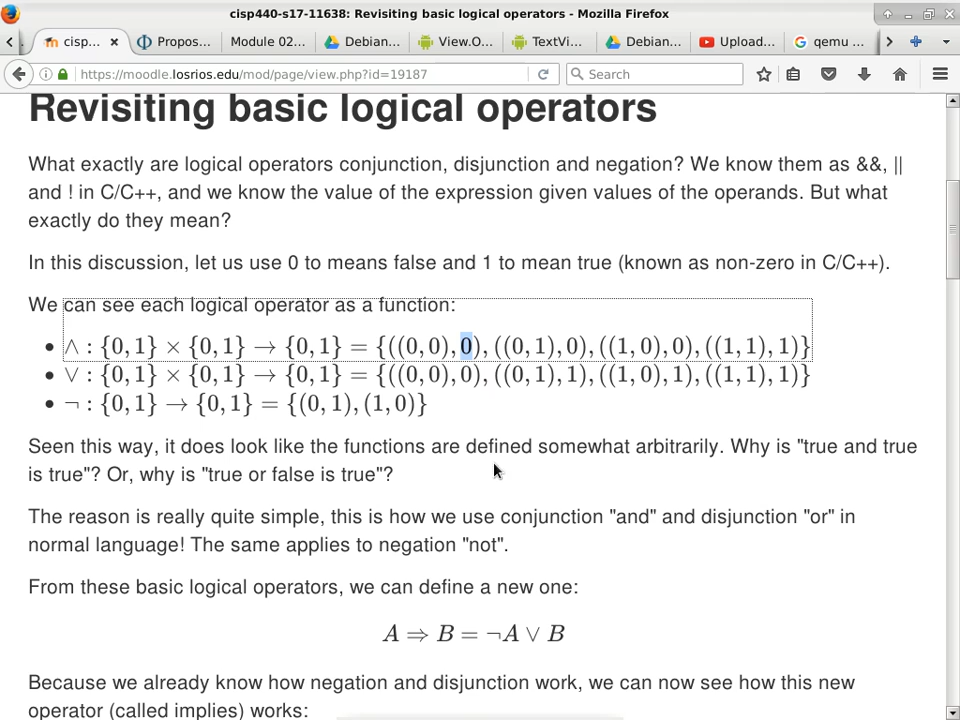 cisp440-s17-11638: Revisiting basic logical operators - Mozilla Firefox
cisp... Propos... Module 02... Debian... View.O... TextVi... Debian... Upload... qemu ...
https://moodle.losrios.edu/mod/page/view.php?id=19187 Search
Revisiting basic logical operators
What exactly are logical operators conjunction, disjunction and negation? We know them as &&, ||
and ! in C/C++, and we know the value of the expression given values of the operands. But what
exactly do they mean?
In this discussion, let us use 0 to means false and 1 to mean true (known as non-zero in C/C++).
We can see each logical operator as a function:
• ∧ : {0, 1} × {0, 1} → {0, 1} = {((0, 0), 0), ((0, 1), 0), ((1, 0), 0), ((1, 1), 1)}
• ∨ : {0, 1} × {0, 1} → {0, 1} = {((0, 0), 0), ((0, 1), 1), ((1, 0), 1), ((1, 1), 1)}
• ¬ : {0, 1} → {0, 1} = {(0, 1), (1, 0)}
Seen this way, it does look like the functions are defined somewhat arbitrarily. Why is "true and true
is true"? Or, why is "true or false is true"?
The reason is really quite simple, this is how we use conjunction "and" and disjunction "or" in
normal language! The same applies to negation "not".
From these basic logical operators, we can define a new one:
A ⇒ B = ¬A ∨ B
Because we already know how negation and disjunction work, we can now see how this new
operator (called implies) works: